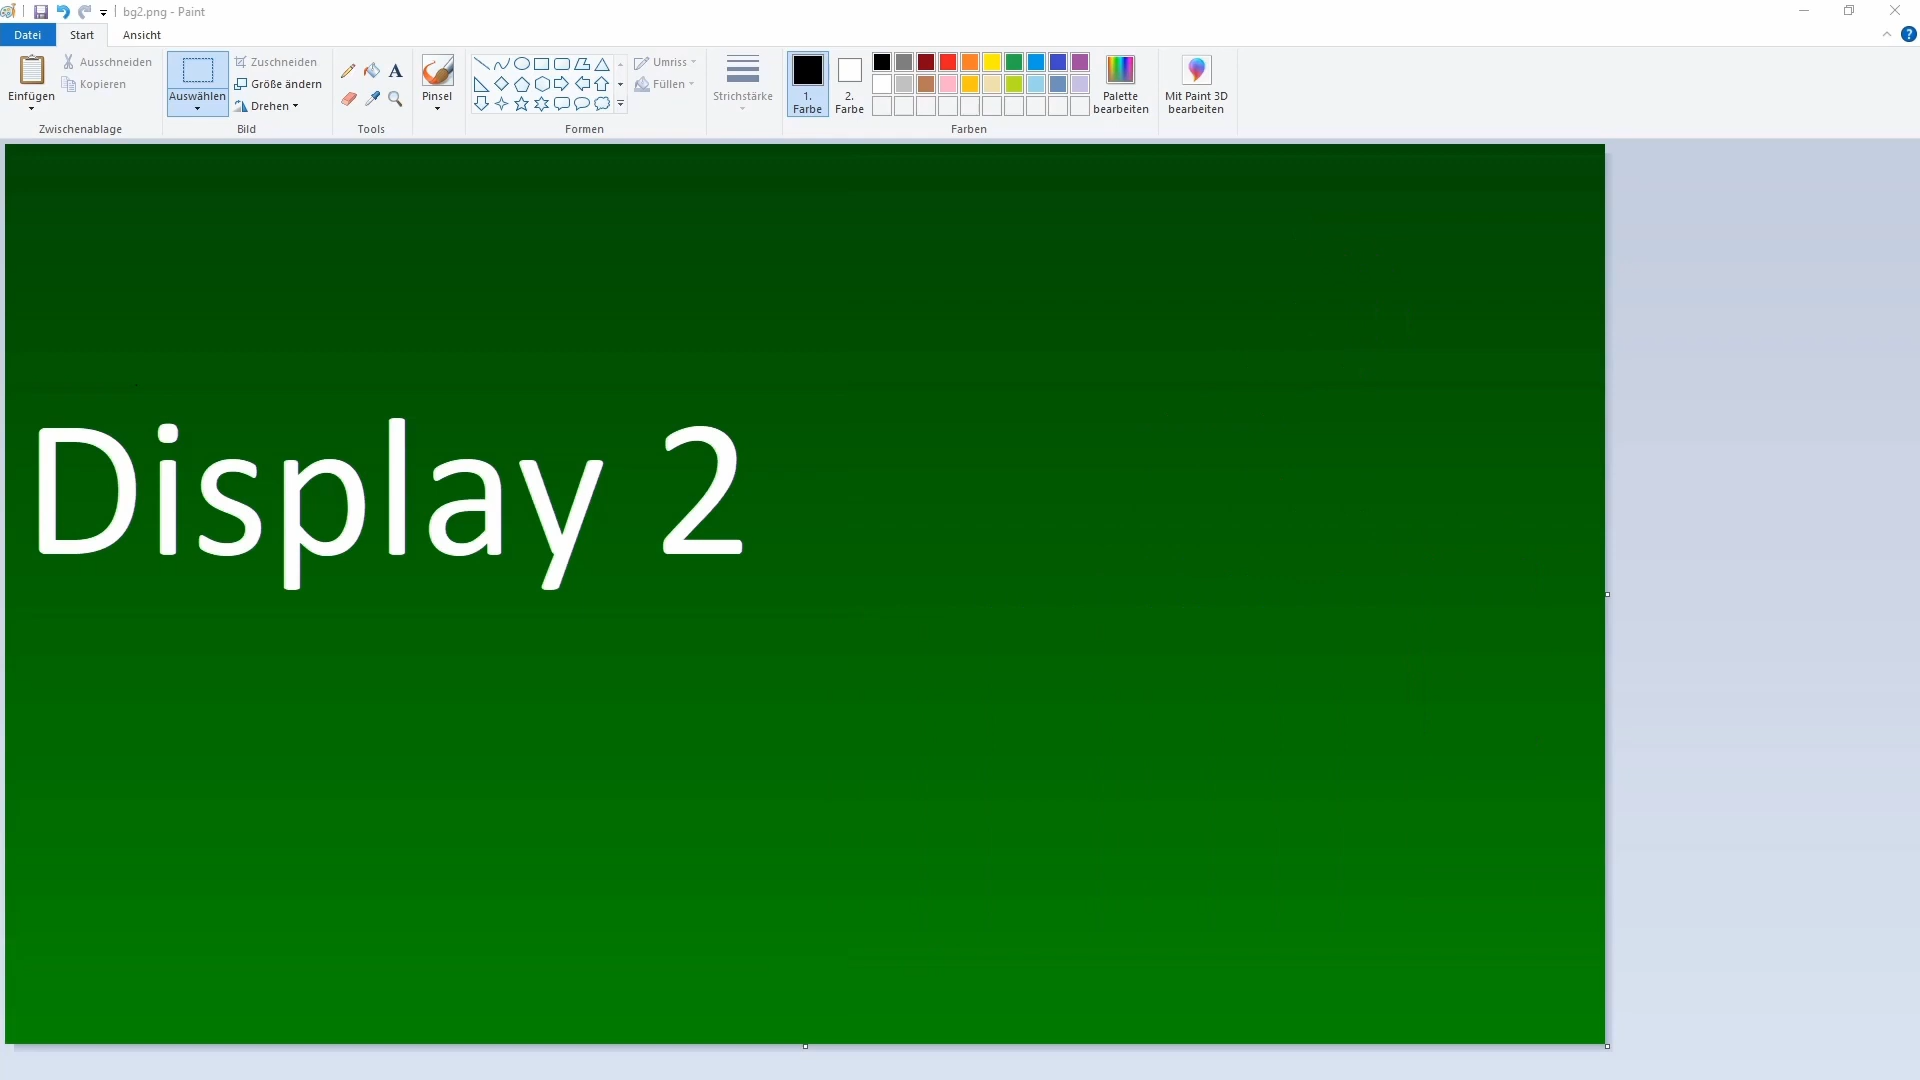 bg2.png - Paint
Datei Start Ansicht
Einfügen
Ausschneiden
Kopieren
Zwischenablage
Auswählen
Zuschneiden
Größe ändern
Drehen
Bild
A
Tools
Pinsel
Umriss
Füllen
Formen
Strichstärke
1.
Farbe
2.
Farbe
Palette
bearbeiten
Farben
Mit Paint 3D
bearbeiten
?
Display 2